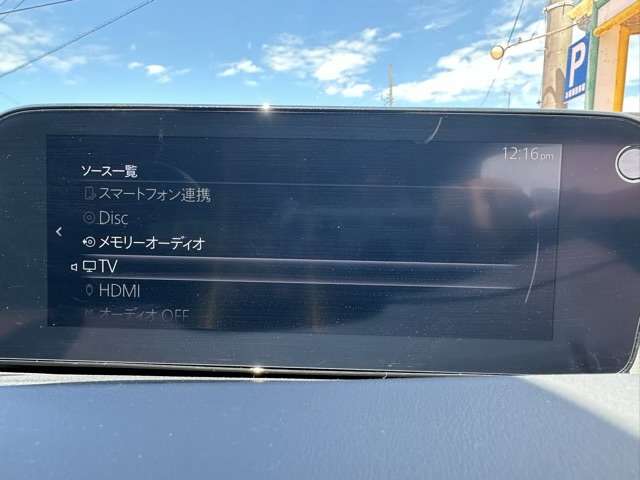 P
12:16pm
ソース一覧
スマートフォン連携
Disc
メモリーオーディオ
TV
HDMI
オーディオ OFF